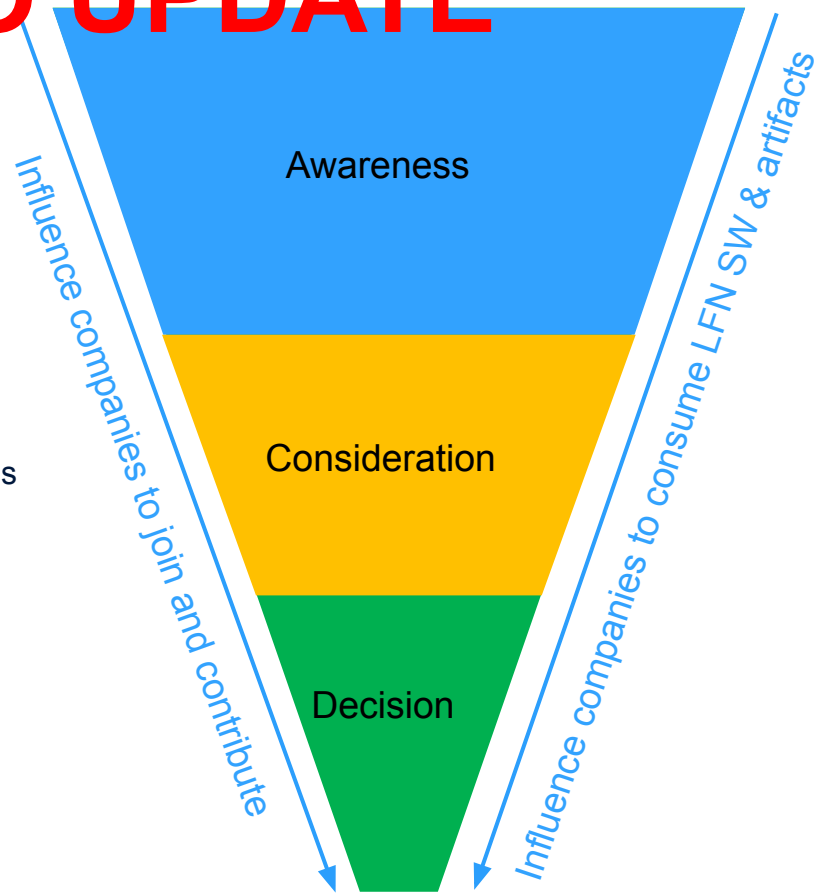 UPDATE
Awareness
Influence companies to join and contribute
Influence companies to consume LFN SW & artifacts
Consideration
Decision